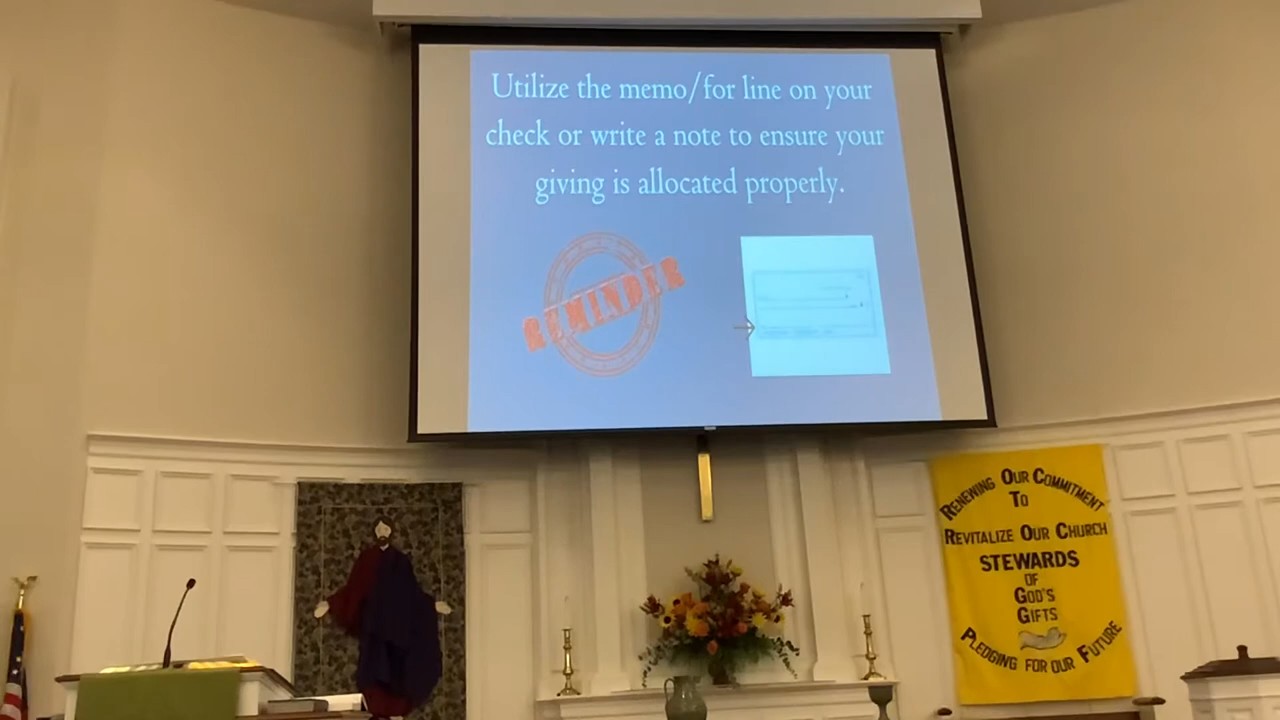 Utilize the memo/for line on your
check or write a note to ensure your
giving is allocated properly.
REMINDER
RENEWING OUR COMMITMENT
TO
REVITALIZE OUR CHURCH
STEWARDS
OF
GOD'S
GIFTS
PLEDGING FOR OUR FUTURE